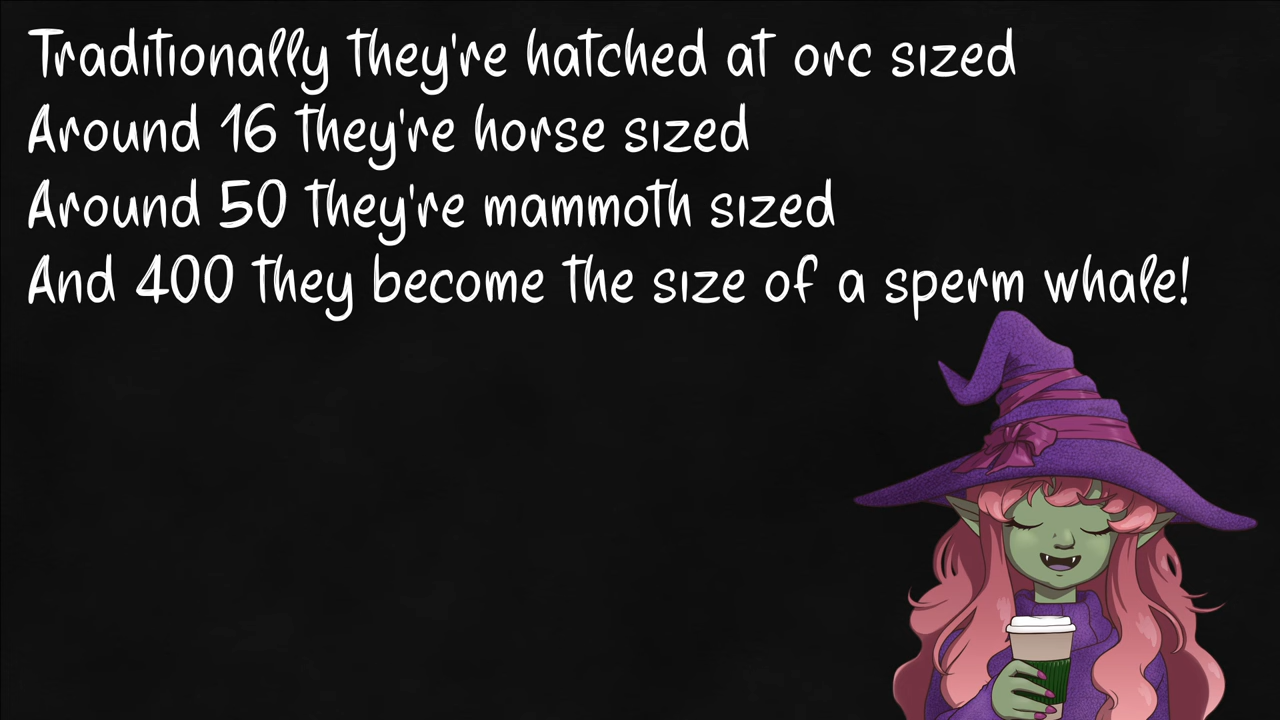 Traditionally they're hatched at orc sized
Around 16 they're horse sized
Around 50 they're mammoth sized
And 400 they become the size of a sperm whale!